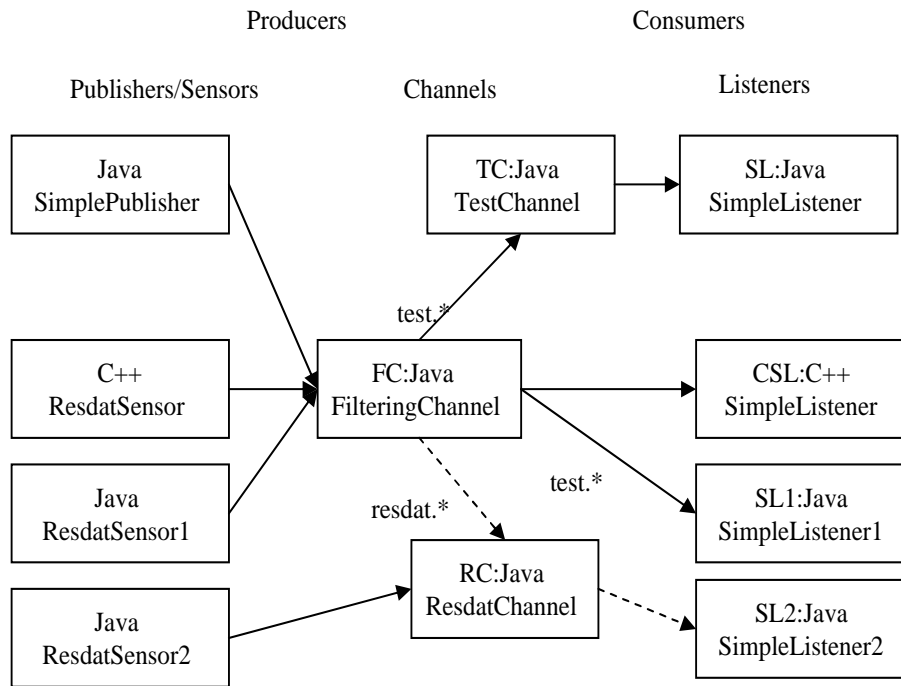 Producers
Consumers
Publishers/Sensors
Channels
Listeners
Java
SimplePublisher
TC:Java
TestChannel
SL:Java
SimpleListener
test.*
C++
ResdatSensor
FC:Java
FilteringChannel
CSL:C++
SimpleListener
Java
ResdatSensor1
resdat.*
test.*
SL1:Java
SimpleListener1
RC:Java
ResdatChannel
Java
ResdatSensor2
SL2:Java
SimpleListener2